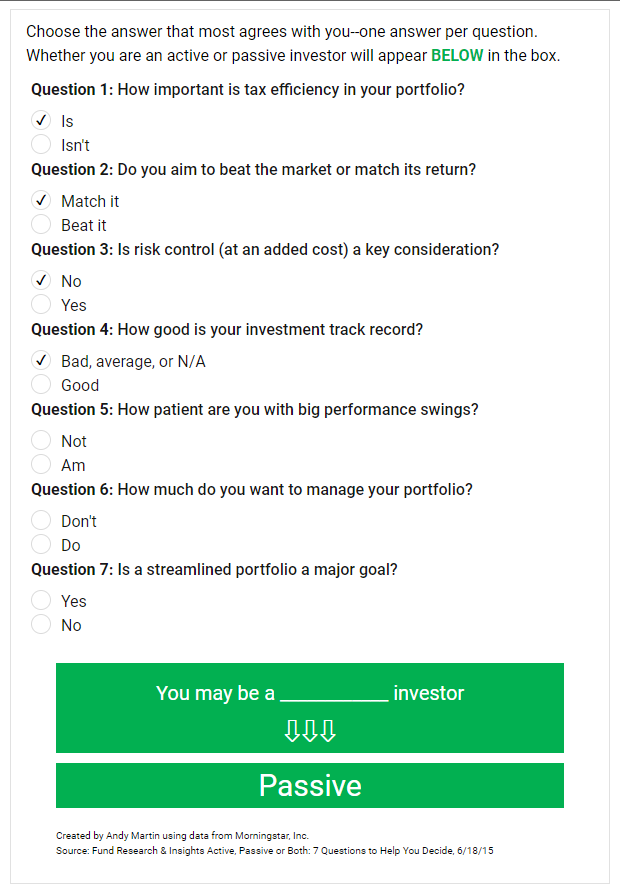 Choose the answer that most agrees with you--one answer per question.
Whether you are an active or passive investor will appear BELOW in the box.
Question 1: How important is tax efficiency in your portfolio?
Is
Isn't
Question 2: Do you aim to beat the market or match its return?
Match it
Beat it
Question 3: Is risk control (at an added cost) a key consideration?
No
Yes
Question 4: How good is your investment track record?
Bad, average, or N/A
Good
Question 5: How patient are you with big performance swings?
Not
Am
Question 6: How much do you want to manage your portfolio?
Don't
Do
Question 7: Is a streamlined portfolio a major goal?
Yes
No
You may be a __________ investor
⇩⇩⇩
Passive
Created by Andy Martin using data from Morningstar, Inc.
Source: Fund Research & Insights Active, Passive or Both: 7 Questions to Help You Decide, 6/18/15